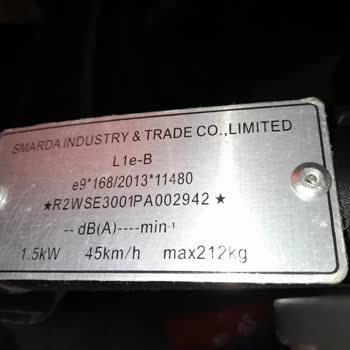 SMARDA INDUSTRY & TRADE CO.,LIMITED
L1e-B
e9*168/2013*11480
★R2WSE3001PA002942★
-- dB(A)----min-¹
1.5kW 45km/h max212kg